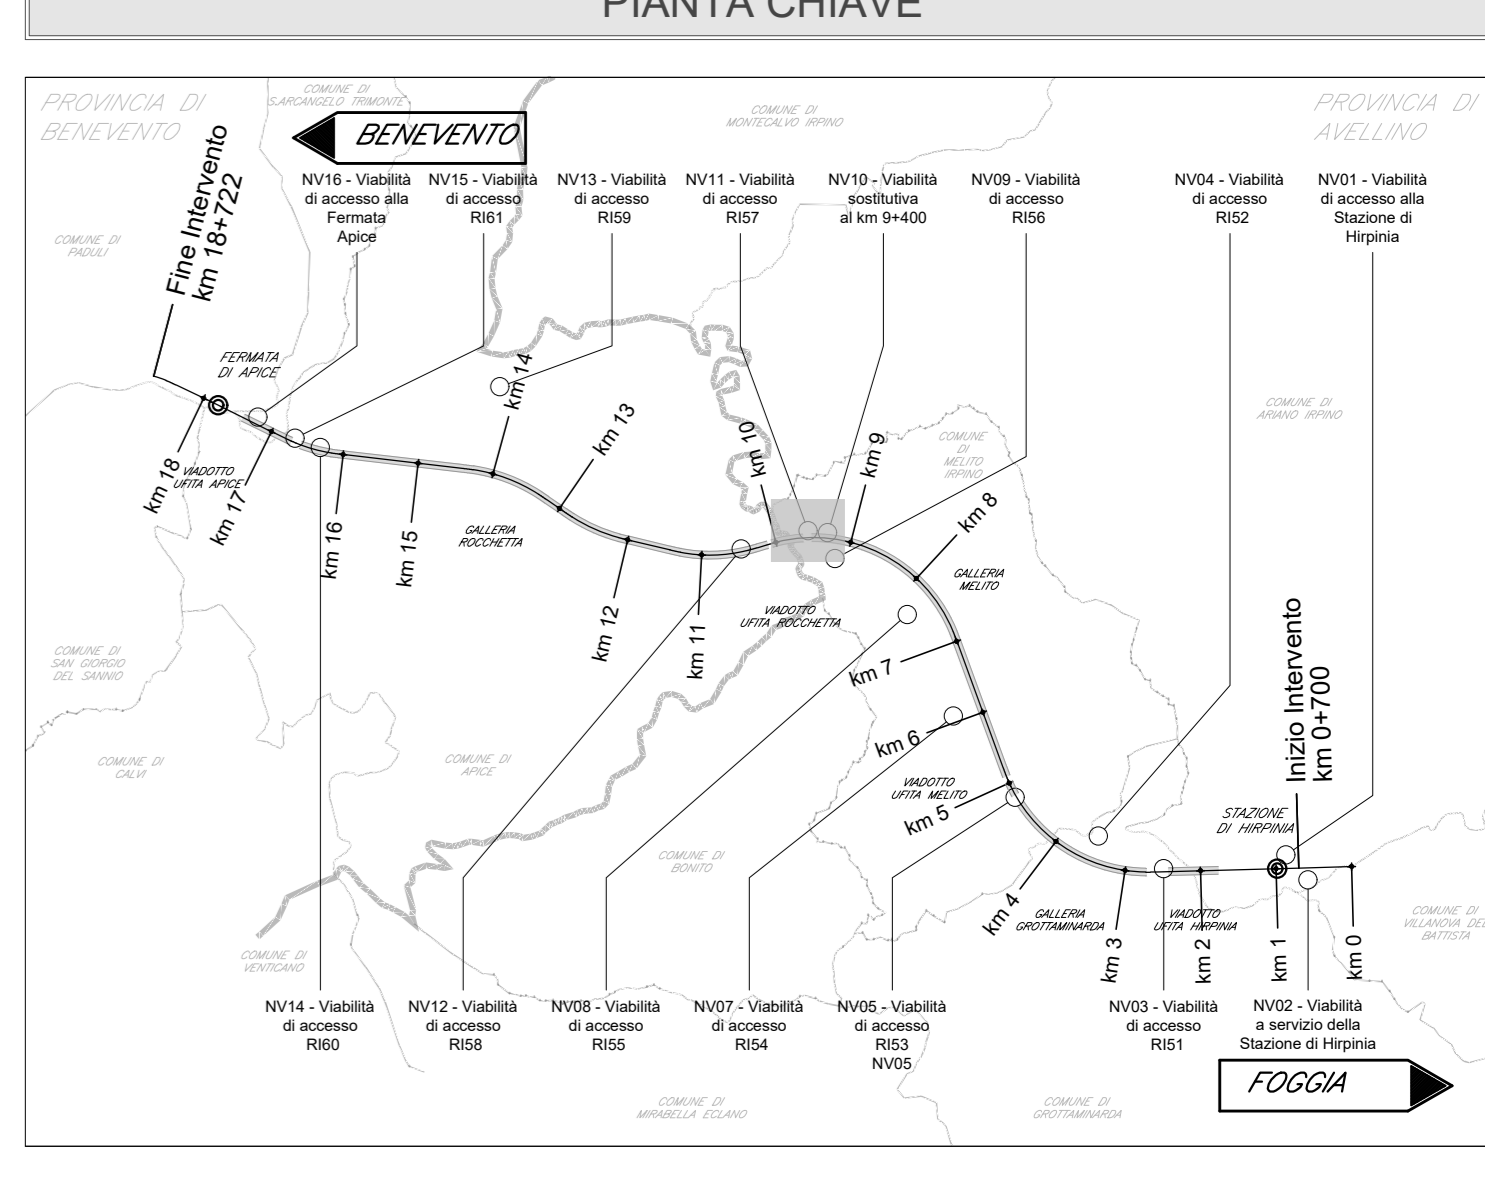 PIANTA CHIAVE
PROVINCIA DI
BENEVENTO
COMUNE DI
S.ARCANGELO TRIMONTE
COMUNE DI
MONTECALVO IRPINO
PROVINCIA DI
AVELLINO
BENEVENTO
Fine Intervento
km 18+722
NV16 - Viabilità
di accesso alla
Fermata
Apice
NV15 - Viabilità
di accesso
RI61
NV13 - Viabilità
di accesso
RI59
NV11 - Viabilità
di accesso
RI57
NV10 - Viabilità
sostitutiva
al km 9+400
NV09 - Viabilità
di accesso
RI56
NV04 - Viabilità
di accesso
RI52
NV01 - Viabilità
di accesso alla
Stazione di
Hirpinia
COMUNE DI
PADULI
FERMATA
DI APICE
km 14
km 13
km 10
km 9
COMUNE
DI
MELITO
IRPINO
COMUNE DI
ARIANO IRPINO
km 18
VIADOTTO
UFITA APICE
km 17
km 16
km 15
GALLERIA
ROCCHETTA
km 8
GALLERIA
MELITO
km 12
km 11
VIADOTTO
UFITA ROCCHETTA
km 7
Inizio Intervento
km 0+700
COMUNE DI
SAN GIORGIO
DEL SANNIO
COMUNE DI
CALVI
COMUNE DI
APICE
km 6
VIADOTTO
UFITA MELITO
km 5
STAZIONE
DI HIRPINIA
COMUNE DI
BONITO
km 4
GALLERIA
GROTTAMINARDA
km 3
VIADOTTO
UFITA HIRPINIA
km 2
km 1
km 0
COMUNE DI
VILLANOVA DEL
BATTISTA
COMUNE DI
VENTICANO
NV14 - Viabilità
di accesso
RI60
NV12 - Viabilità
di accesso
RI58
NV08 - Viabilità
di accesso
RI55
NV07 - Viabilità
di accesso
RI54
NV05 - Viabilità
di accesso
RI53
NV05
NV03 - Viabilità
di accesso
RI51
NV02 - Viabilità
a servizio della
Stazione di Hirpinia
FOGGIA
COMUNE DI
MIRABELLA ECLANO
COMUNE DI
GROTTAMINARDA